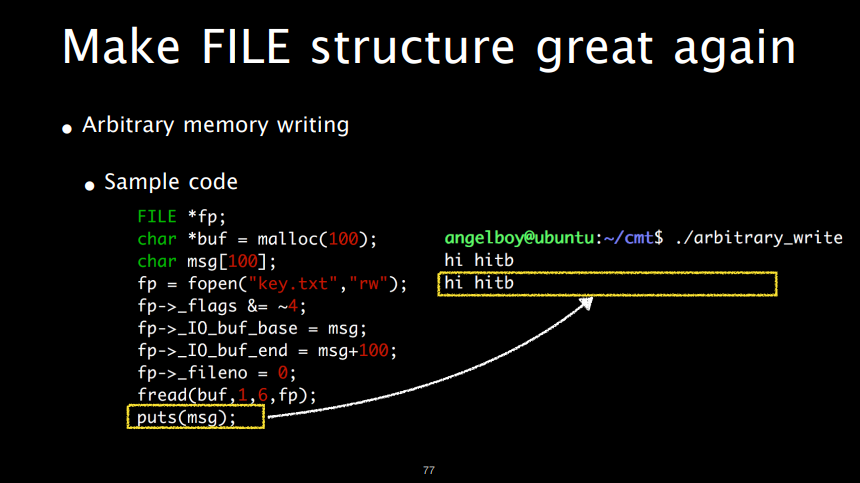 Make FILE structure great again
• Arbitrary memory writing
• Sample code
FILE *fp;
char *buf = malloc(100);
char msg[100];
fp = fopen("key.txt","rw");
fp->_flags &= ~4;
fp->_IO_buf_base = msg;
fp->_IO_buf_end = msg+100;
fp->_fileno = 0;
fread(buf,1,6,fp);
puts(msg);
angelboy@ubuntu:~/cmt$ ./arbitrary_write
hi hitb
hi hitb
77